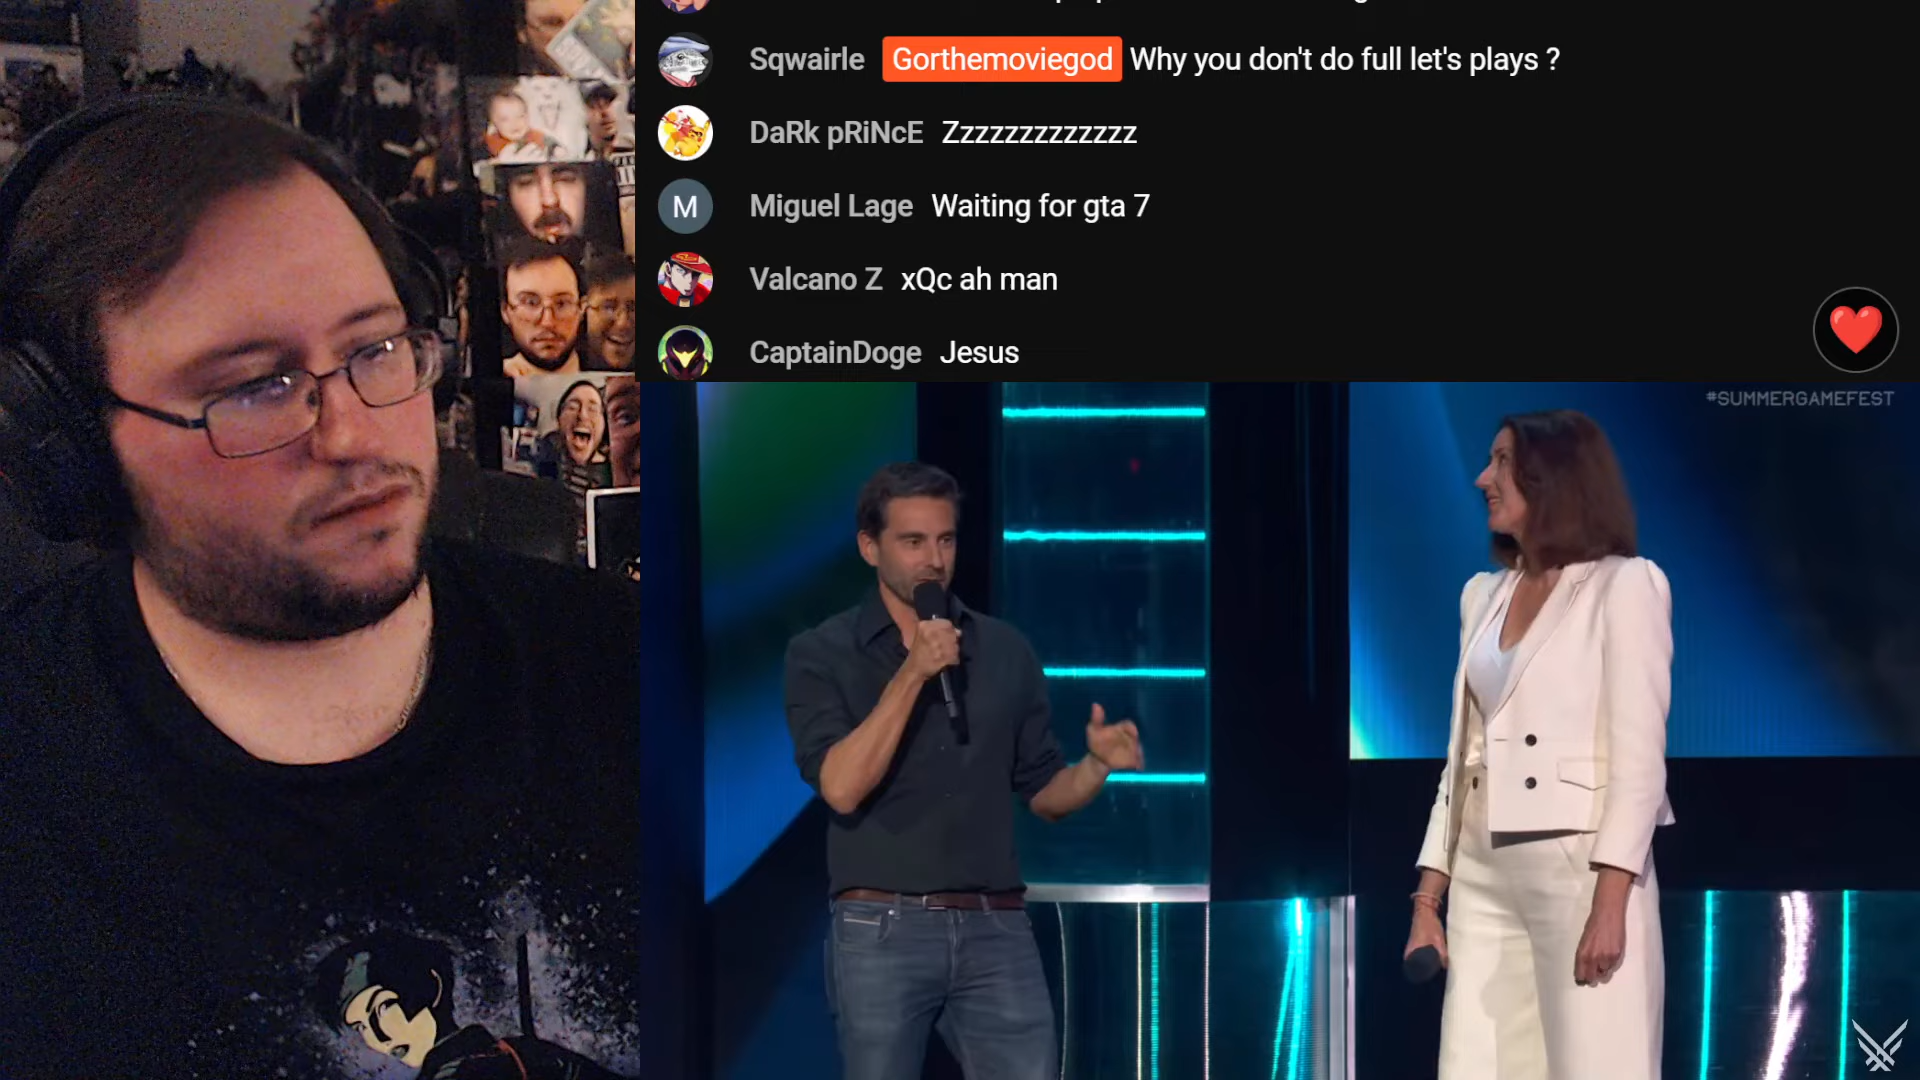 Sqwairle Gorthemoviegod Why you don't do full let's plays ?
DaRk pRiNcE Zzzzzzzzzzzzz
M
Miguel Lage Waiting for gta 7
Valcano Z xQc ah man
CaptainDoge Jesus
#SUMMERGAMEFEST